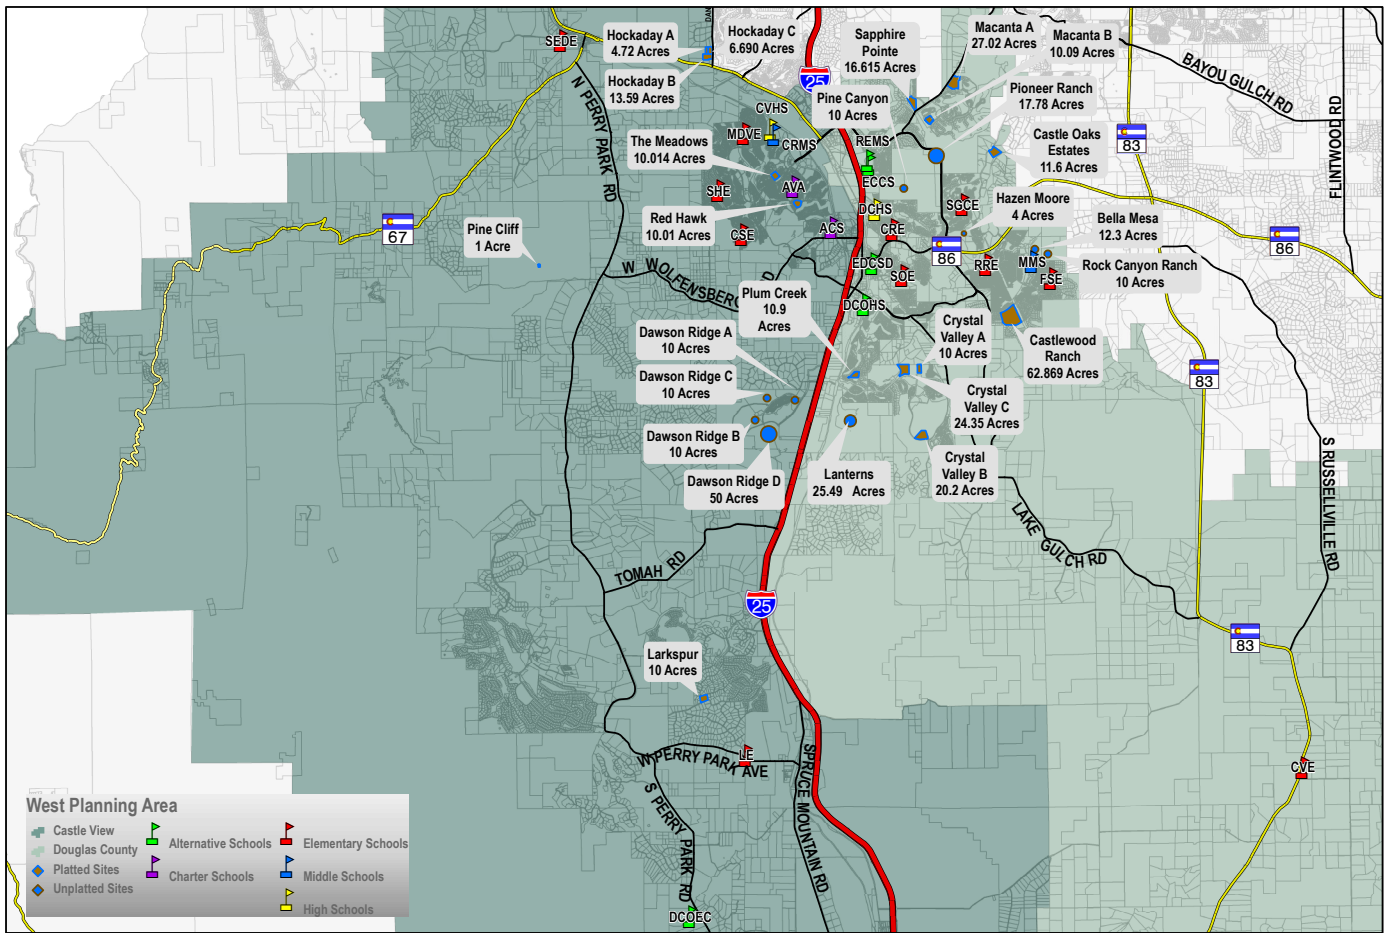 DAN
SEDE
Hockaday A
4.72 Acres
Hockaday C
6.690 Acres
Sapphire
Pointe
16.615 Acres
Macanta A
27.02 Acres
Macanta B
10.09 Acres
BAYOU GULCH RD
FLINTWOOD RD
25
N PERRY PARK RD
Hockaday B
13.59 Acres
Pine Canyon
10 Acres
Pioneer Ranch
17.78 Acres
CVHS
MDVE
CRMS
REMS
Castle Oaks
Estates
11.6 Acres
83
The Meadows
10.014 Acres
ECCS
SHE
AVA
DCHS
SGCE
Hazen Moore
4 Acres
Red Hawk
10.01 Acres
CSE
ACS
CRE
Bella Mesa
12.3 Acres
67
Pine Cliff
1 Acre
86
86
EDCSD
SOE
RRE
MMS
FSE
Rock Canyon Ranch
10 Acres
W WOLFENSBERG
D
Plum Creek
10.9
Acres
DCOHS
Dawson Ridge A
10 Acres
Crystal
Valley A
10 Acres
Castlewood
Ranch
62.869 Acres
83
Dawson Ridge C
10 Acres
Crystal
Valley C
24.35 Acres
Dawson Ridge B
10 Acres
Crystal
Valley B
20.2 Acres
Dawson Ridge D
50 Acres
Lanterns
25.49 Acres
S RUSSELLVILLE RD
LAKE GULCH RD
TOMAH RD
25
83
Larkspur
10 Acres
LE
W PERRY PARK AVE
SPRUCE MOUNTAIN RD
S PERRY PARK RD
CVE
DCOEC
West Planning Area
Castle View
Douglas County
Platted Sites
Unplatted Sites
Alternative Schools
Charter Schools
Elementary Schools
Middle Schools
High Schools